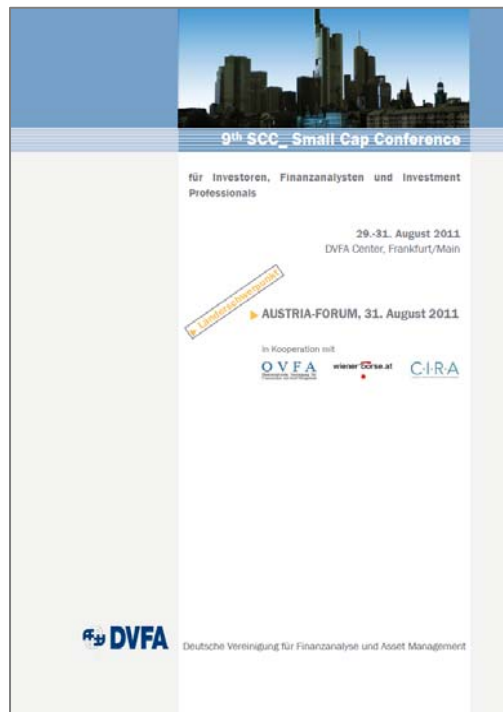 9th SCC_ Small Cap Conference
für Investoren, Finanzanalysten und Investment
Professionals
29.-31. August 2011
DVFA Center, Frankfurt/Main
Länderschwerpunkt
AUSTRIA-FORUM, 31. August 2011
in Kooperation mit
ÖVFA wiener börse.at C·I·R·A
DVFA Deutsche Vereinigung für Finanzanalyse und Asset Management